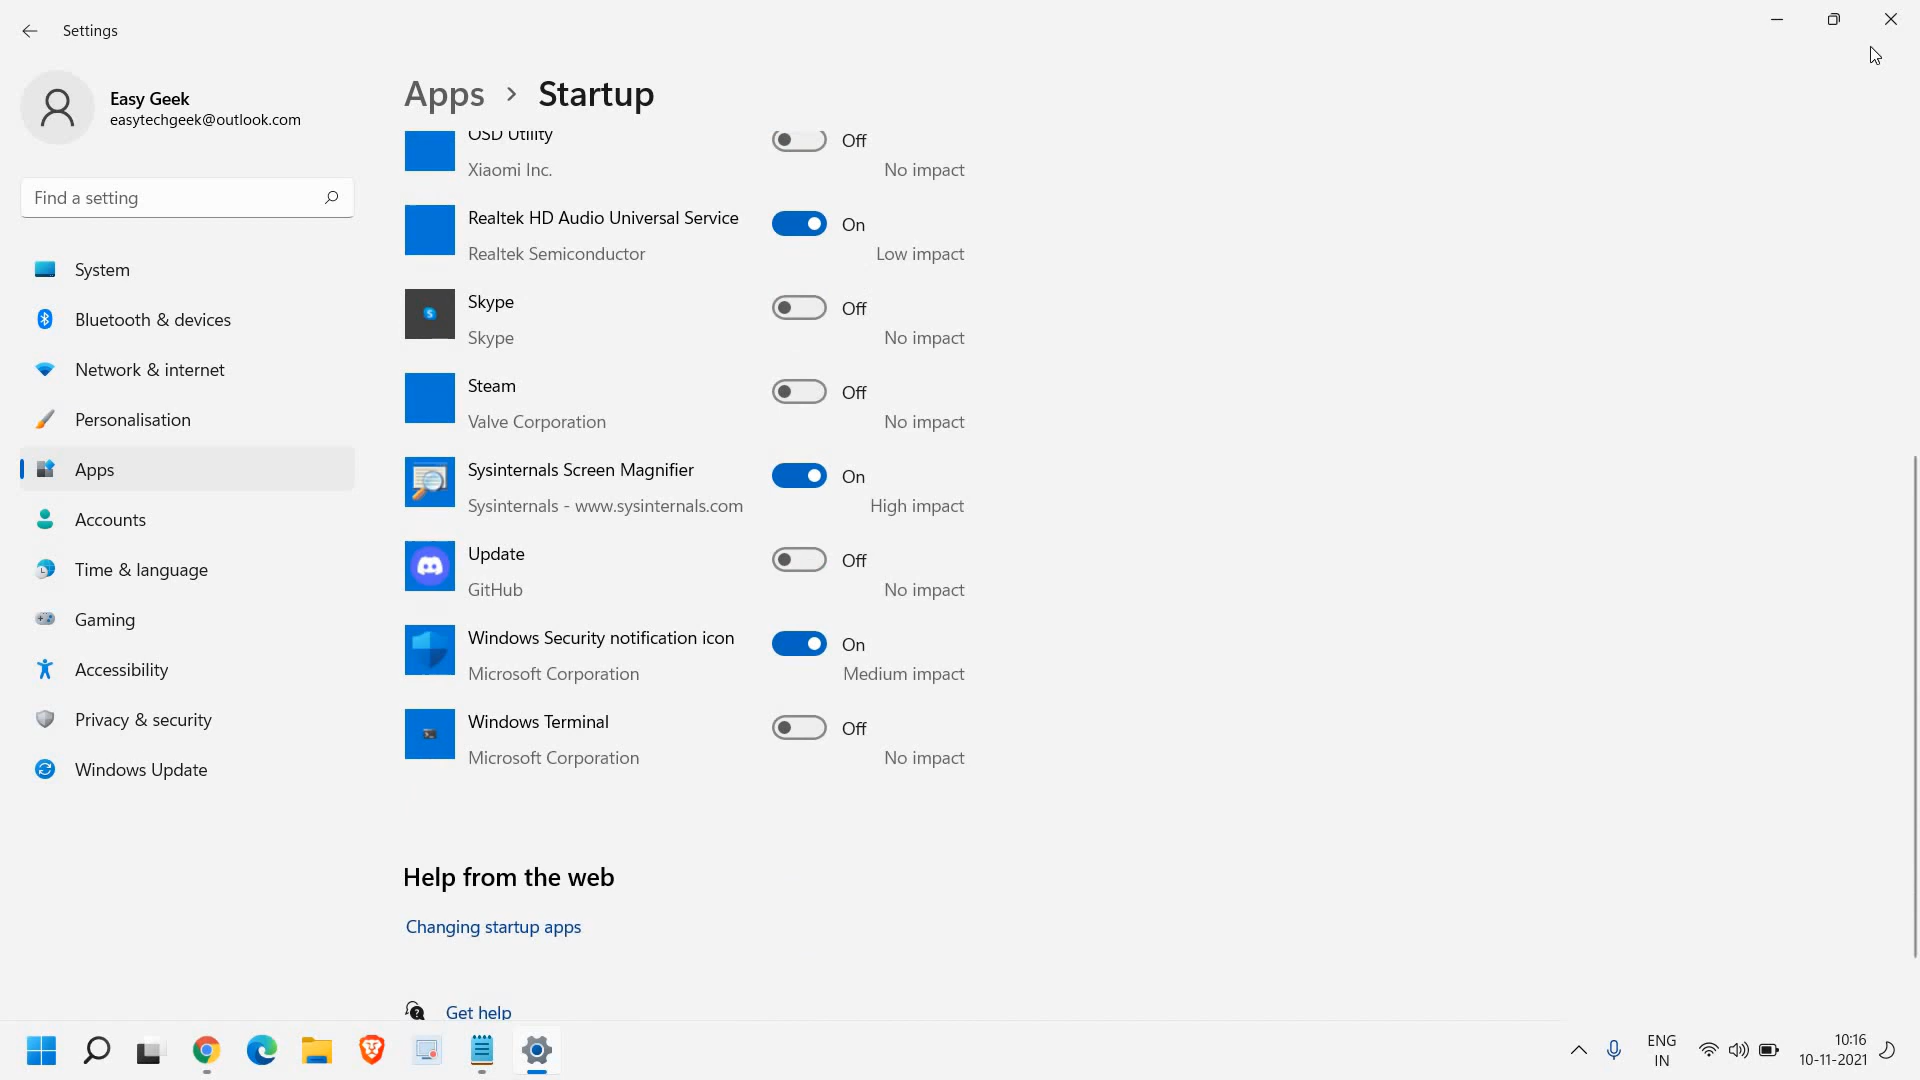 Settings
Easy Geek
easytechgeek@outlook.com
Find a setting
System
Bluetooth & devices
Network & internet
Personalisation
Apps
Accounts
Time & language
Gaming
Accessibility
Privacy & security
Windows Update
Apps > Startup
OSD Utility
Off
Xiaomi Inc.
No impact
Realtek HD Audio Universal Service
On
Realtek Semiconductor
Low impact
Skype
Off
Skype
No impact
Steam
Off
Valve Corporation
No impact
Sysinternals Screen Magnifier
On
Sysinternals - www.sysinternals.com
High impact
Update
Off
GitHub
No impact
Windows Security notification icon
On
Microsoft Corporation
Medium impact
Windows Terminal
Off
Microsoft Corporation
No impact
Help from the web
Changing startup apps
Get help
ENG
IN
10:16
10-11-2021